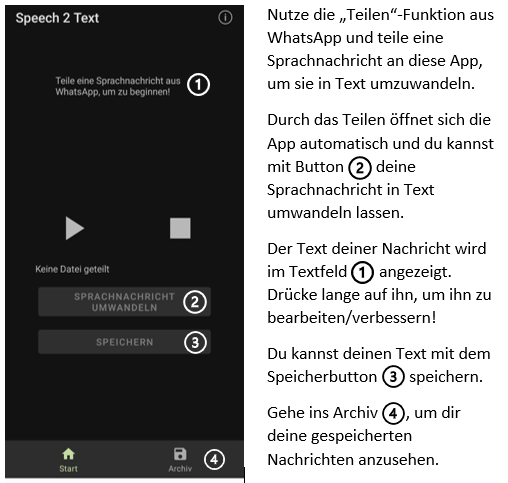 Speech 2 Text
Teile eine Sprachnachricht aus
WhatsApp, um zu beginnen!
1
Keine Datei geteilt
SPRACHNACHRICHT
UMWANDELN
2
SPEICHERN
3
Start
Archiv
4
Nutze die „Teilen“-Funktion aus
WhatsApp und teile eine
Sprachnachricht an diese App,
um sie in Text umzuwandeln.
Durch das Teilen öffnet sich die
App automatisch und du kannst
mit Button 2 deine
Sprachnachricht in Text
umwandeln lassen.
Der Text deiner Nachricht wird
im Textfeld 1 angezeigt.
Drücke lange auf ihn, um ihn zu
bearbeiten/verbessern!
Du kannst deinen Text mit dem
Speicherbutton 3 speichern.
Gehe ins Archiv 4, um dir
deine gespeicherten
Nachrichten anzusehen.